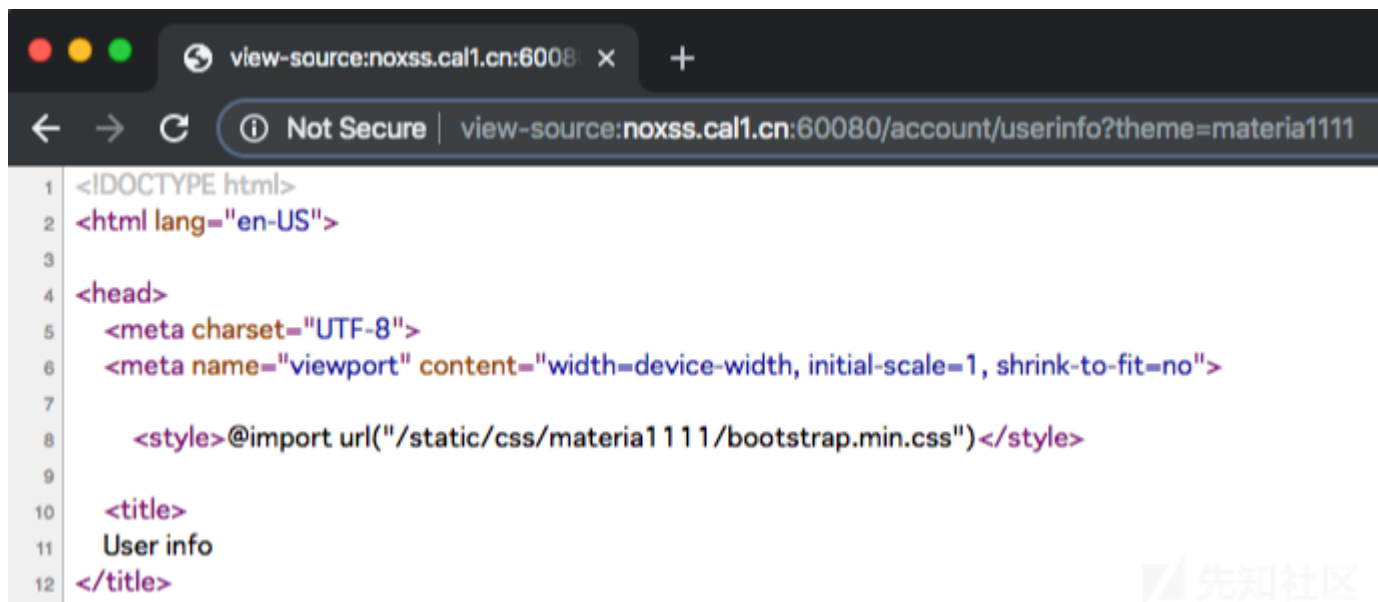 view-source:noxss.cal1.cn:6008
Not Secure view-source:noxss.cal1.cn:60080/account/userinfo?theme=materia1111
1 <!DOCTYPE html>
2 <html lang="en-US">
3
4 <head>
5 <meta charset="UTF-8">
6 <meta name="viewport" content="width=device-width, initial-scale=1, shrink-to-fit=no">
7
8 <style>@import url("/static/css/materia1111/bootstrap.min.css")</style>
9
10 <title>
11 User info
12 </title>
先知社区